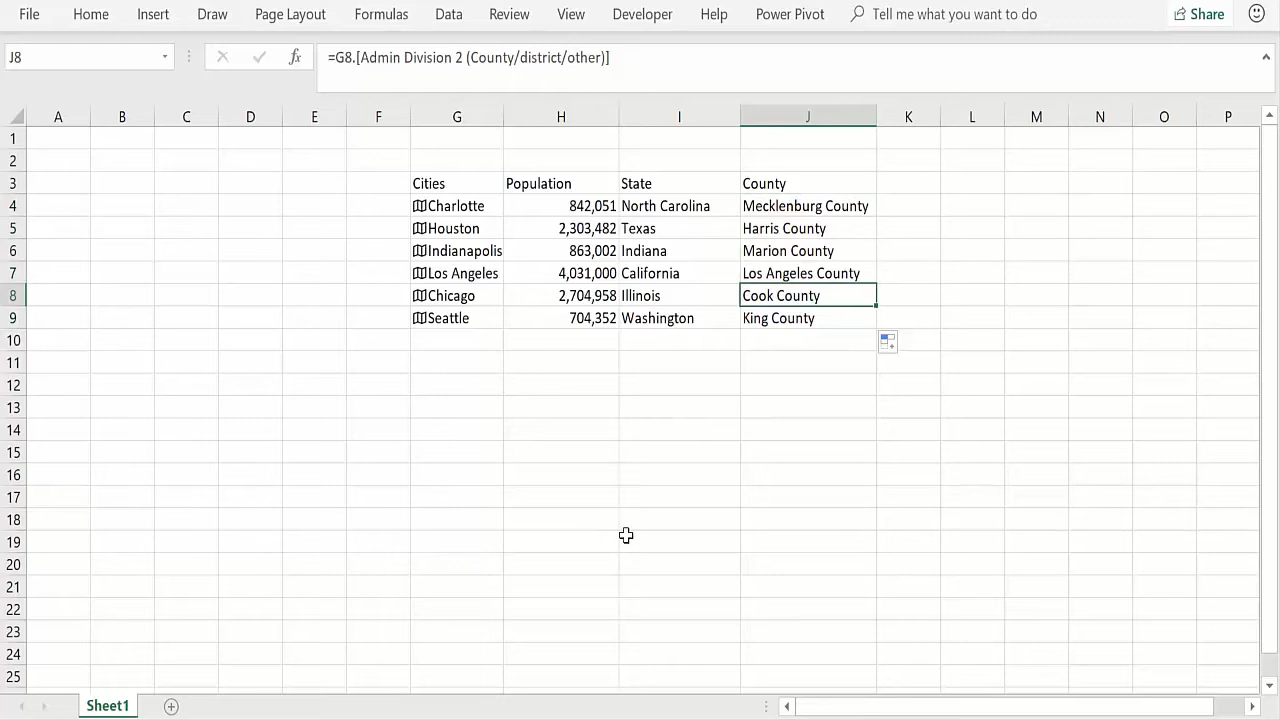 File Home Insert Draw Page Layout Formulas Data Review View Developer Help Power Pivot Tell me what you want to do Share
J8 fx =G8.[Admin Division 2 (County/district/other)]
A B C D E F G H I J K L M N O P
1
2
3 Cities Population State County
4 Charlotte 842,051 North Carolina Mecklenburg County
5 Houston 2,303,482 Texas Harris County
6 Indianapolis 863,002 Indiana Marion County
7 Los Angeles 4,031,000 California Los Angeles County
8 Chicago 2,704,958 Illinois Cook County
9 Seattle 704,352 Washington King County
10
11
12
13
14
15
16
17
18
19
20
21
22
23
24
25
Sheet1